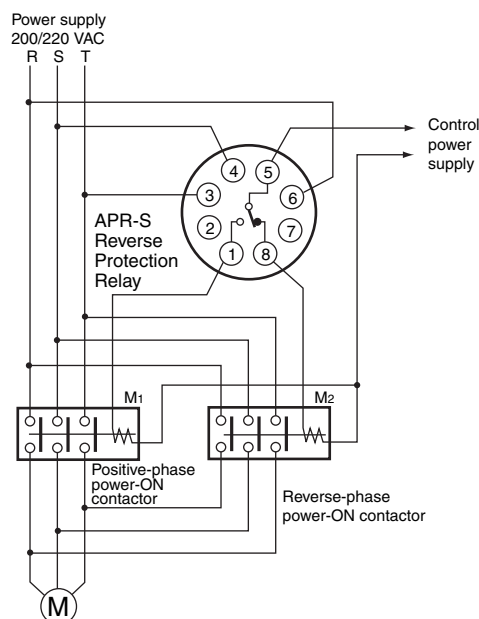 Power supply
200/220 VAC
R S T
Control
power
supply
4 5
3 6
2 7
1 8
APR-S
Reverse
Protection
Relay
M1
M2
Positive-phase
power-ON
contactor
Reverse-phase
power-ON contactor
M